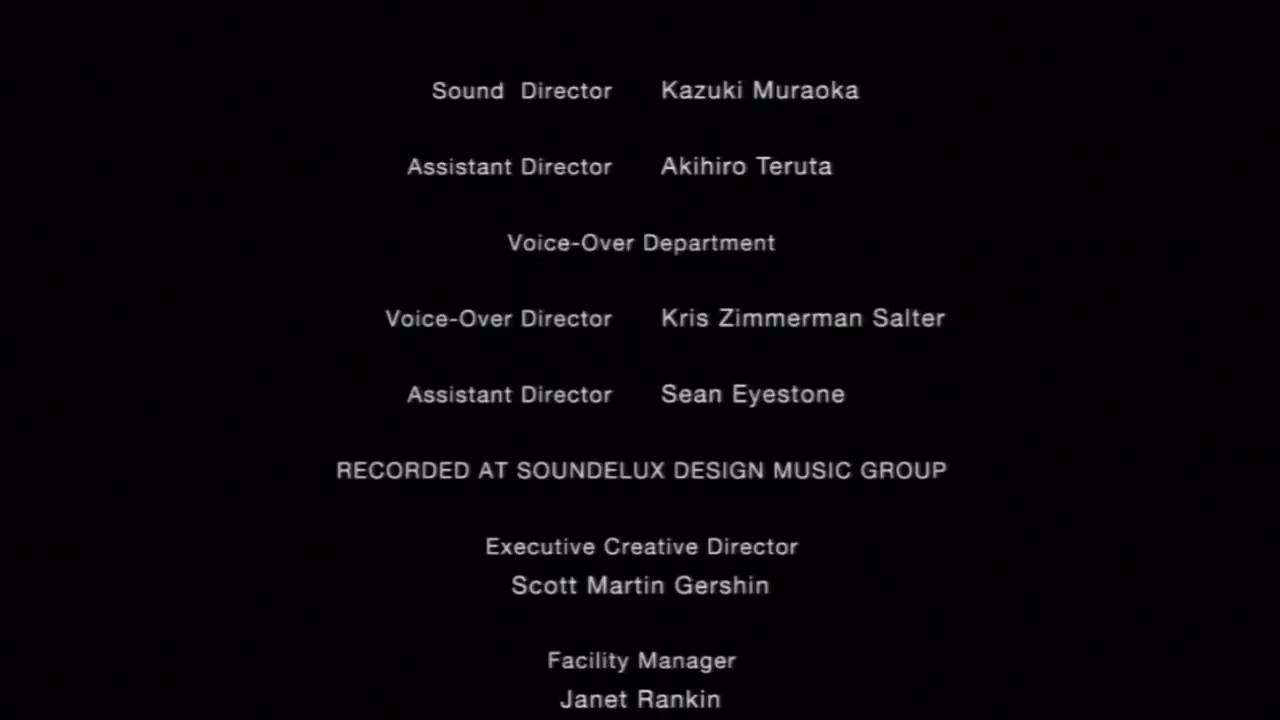 Sound Director Kazuki Muraoka
Assistant Director Akihiro Teruta
Voice-Over Department
Voice-Over Director Kris Zimmerman Salter
Assistant Director Sean Eyestone
RECORDED AT SOUNDELUX DESIGN MUSIC GROUP
Executive Creative Director
Scott Martin Gershin
Facility Manager
Janet Rankin